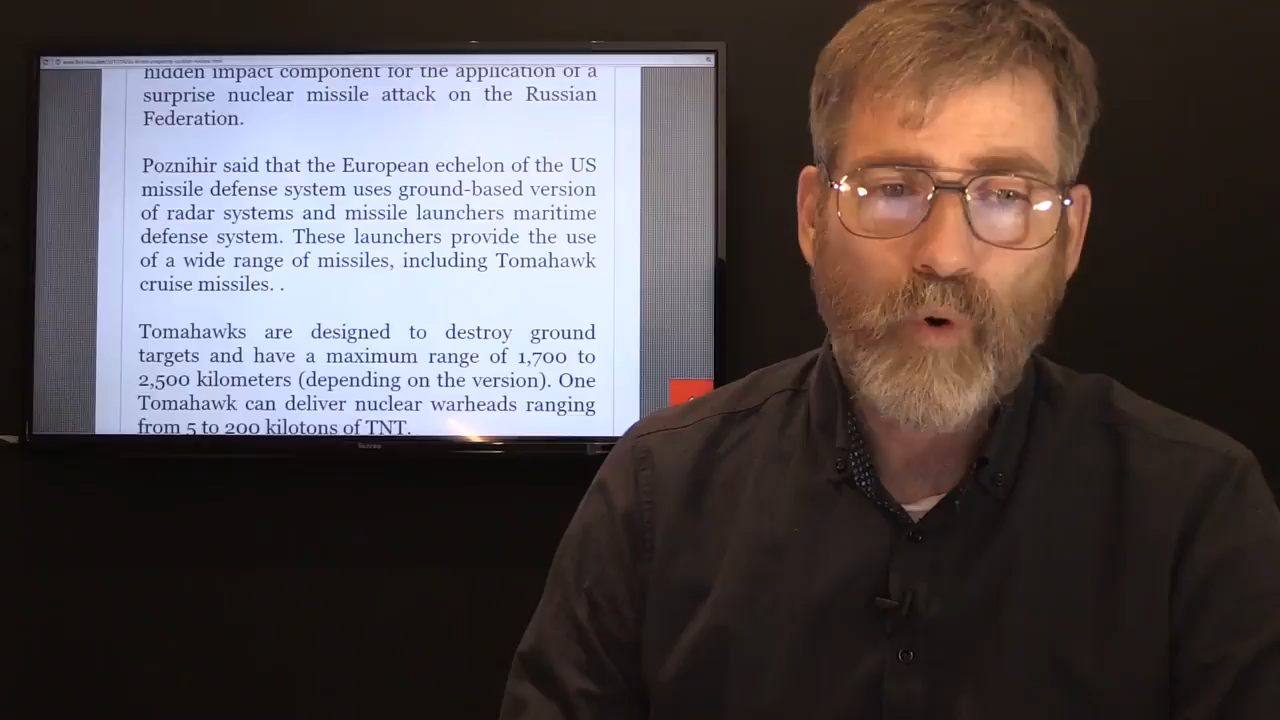 hidden impact component for the application of a
surprise nuclear missile attack on the Russian
Federation.
Poznihir said that the European echelon of the US
missile defense system uses ground-based version
of radar systems and missile launchers maritime
defense system. These launchers provide the use
of a wide range of missiles, including Tomahawk
cruise missiles. .
Tomahawks are designed to destroy ground
targets and have a maximum range of 1,700 to
2,500 kilometers (depending on the version). One
Tomahawk can deliver nuclear warheads ranging
from 5 to 200 kilotons of TNT.